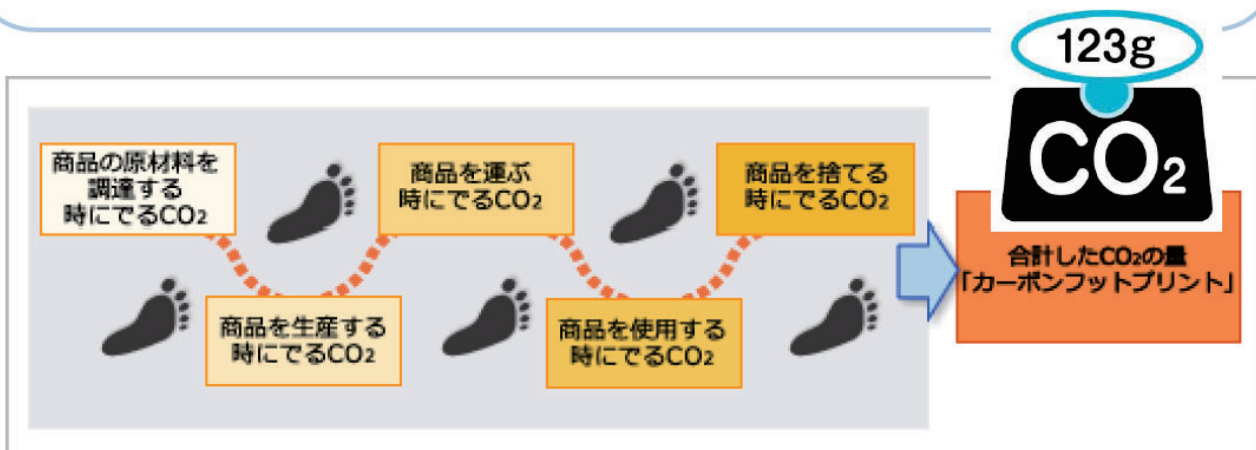 123g
CO2
商品の原材料を
調達する
時にでるCO2
商品を生産する
時にでるCO2
商品を運ぶ
時にでるCO2
商品を使用する
時にでるCO2
商品を捨てる
時にでるCO2
合計したCO2の量
「カーボンフットプリント」